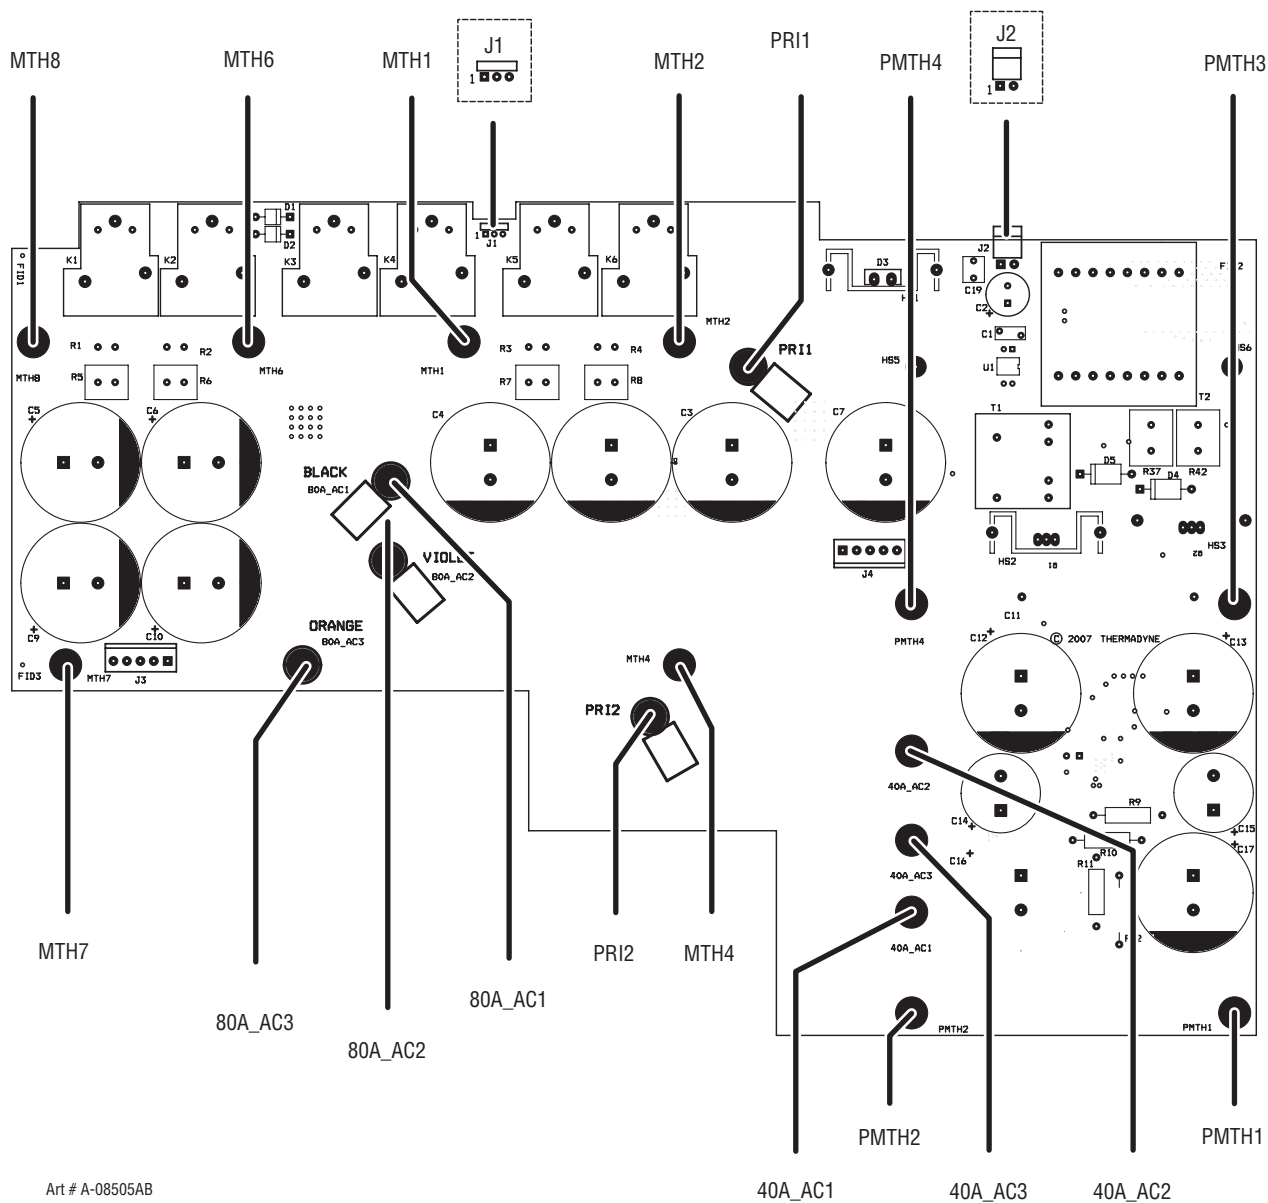 J1
J2
PRI1
MTH8
MTH6
MTH1
MTH2
PMTH4
PMTH3
1
1
D1
D2
1
J1
J2
K1
K2
K3
K4
K5
K6
D3
FID1
C19
C2
MTH2
C1
R1
R2
R3
R4
PRI1
HS5
U1
MTH8
MTH6
MTH1
R5
R6
R7
R8
T2
C5
C6
C4
C3
C7
T1
BLACK
80A_AC1
D5
R37
R42
D4
VIOLET
80A_AC2
J4
HS2
HS3
C11
ORANGE
80A_AC3
C9
C10
PMTH4
C12
© 2007 THERMADYNE
C13
MTH4
FID3
MTH7
J3
PRI2
40A_AC2
R9
C14
C15
C16
C17
R10
R11
40A_AC3
40A_AC1
MTH7
PRI2
MTH4
80A_AC1
80A_AC3
80A_AC2
PMTH2
PMTH1
PMTH2
PMTH1
Art # A-08505AB
40A_AC1
40A_AC3
40A_AC2